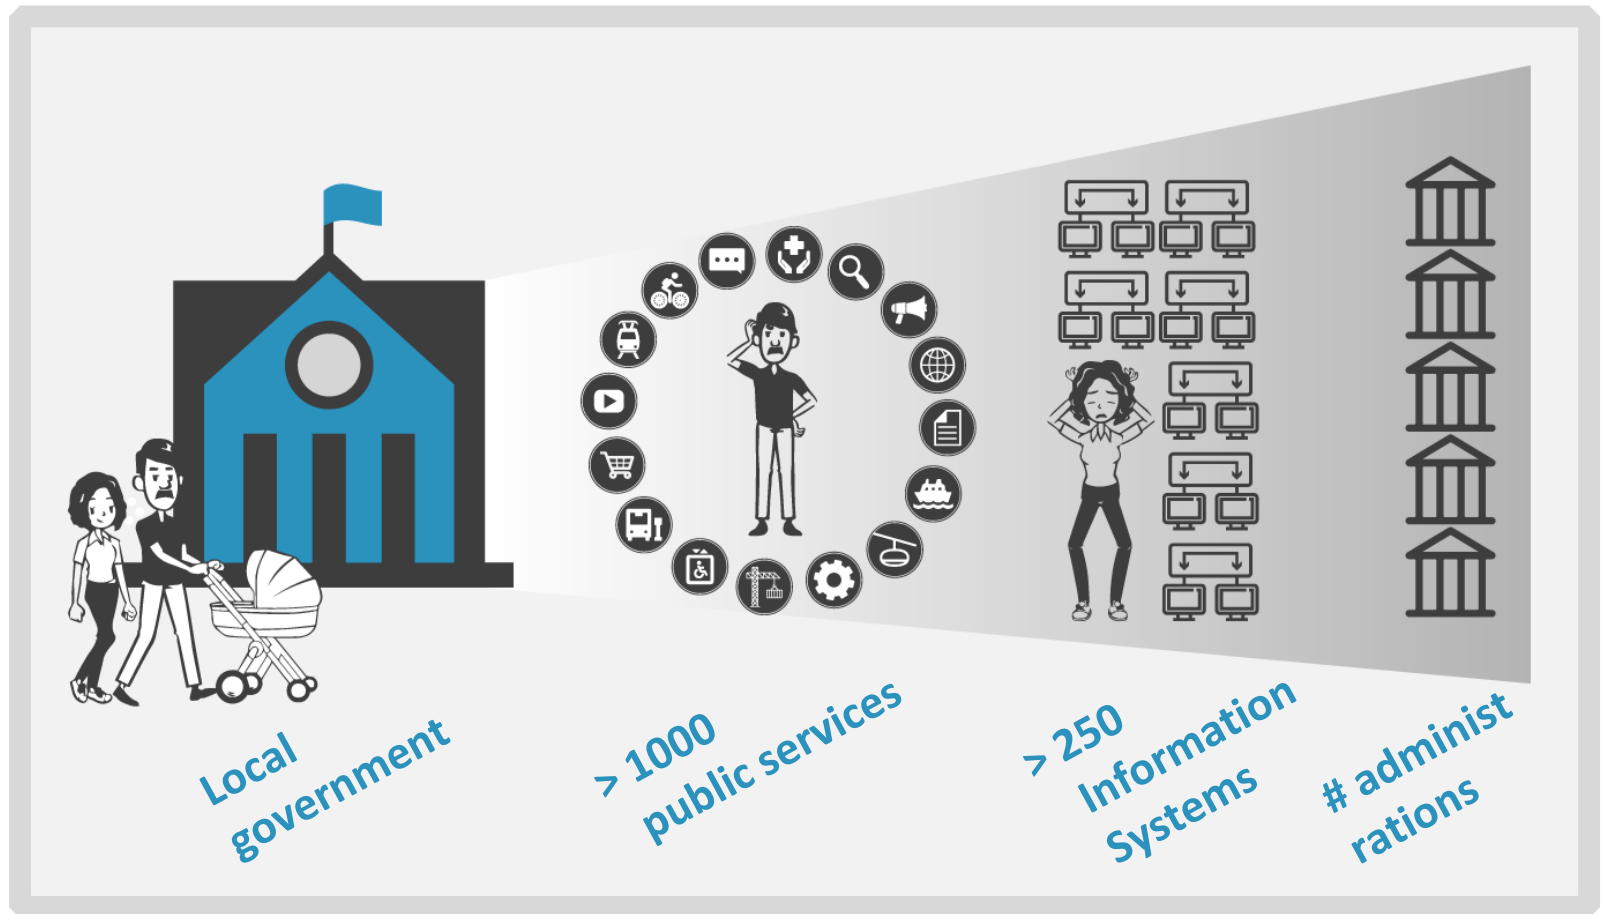 Local
government
> 1000
public services
> 250
Information
Systems
# administ
rations